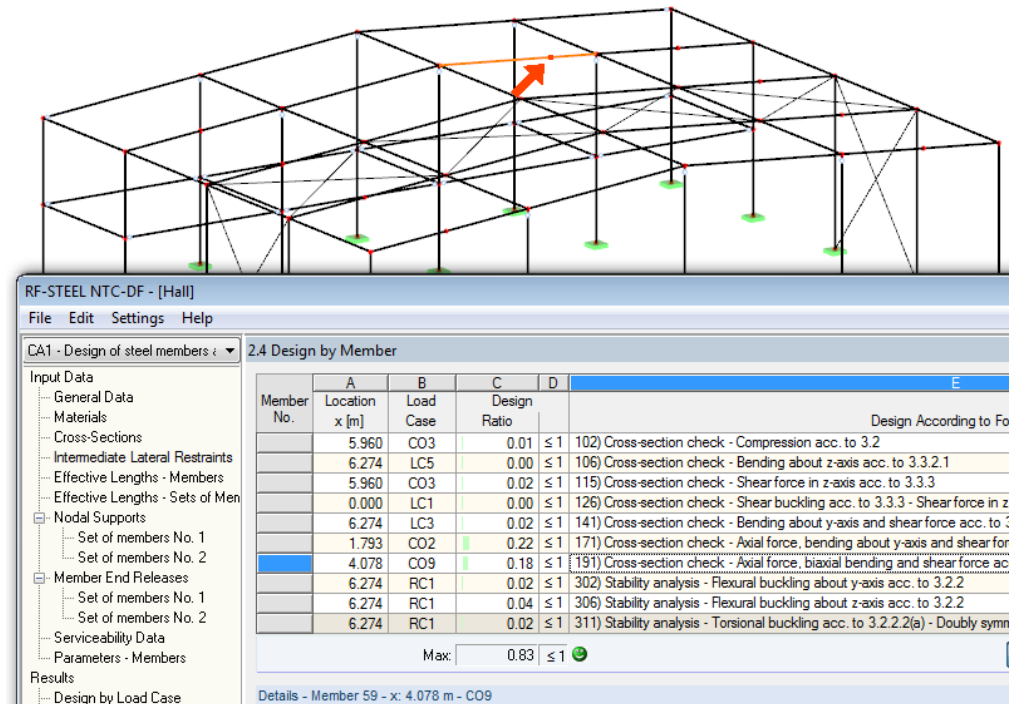 RF-STEEL NTC-DF - [Hall]
File Edit Settings Help
CA1 - Design of steel members
2.4 Design by Member
Input Data
General Data
Materials
Cross-Sections
Intermediate Lateral Restraints
Effective Lengths - Members
Effective Lengths - Sets of Mem
Nodal Supports
Set of members No. 1
Set of members No. 2
Member End Releases
Set of members No. 1
Set of members No. 2
Serviceability Data
Parameters - Members
Results
Design by Load Case
A B C D E
Member Location Load Design
No. x [m] Case Ratio Design According to Fo
5.960 CO3 0.01 ≤ 1 102) Cross-section check - Compression acc. to 3.2
6.274 LC5 0.00 ≤ 1 106) Cross-section check - Bending about z-axis acc. to 3.3.2.1
5.960 CO3 0.02 ≤ 1 115) Cross-section check - Shear force in z-axis acc. to 3.3.3
0.000 LC1 0.00 ≤ 1 126) Cross-section check - Shear buckling acc. to 3.3.3 - Shear force in z
6.274 LC3 0.02 ≤ 1 141) Cross-section check - Bending about y-axis and shear force acc. to 3
1.793 CO2 0.22 ≤ 1 171) Cross-section check - Axial force, bending about y-axis and shear for
4.078 CO9 0.18 ≤ 1 191) Cross-section check - Axial force, biaxial bending and shear force ac
6.274 RC1 0.02 ≤ 1 302) Stability analysis - Flexural buckling about y-axis acc. to 3.2.2
6.274 RC1 0.04 ≤ 1 306) Stability analysis - Flexural buckling about z-axis acc. to 3.2.2
6.274 RC1 0.02 ≤ 1 311) Stability analysis - Torsional buckling acc. to 3.2.2.2(a) - Doubly symm
Max: 0.83 ≤ 1
Details - Member 59 - x: 4.078 m - CO9